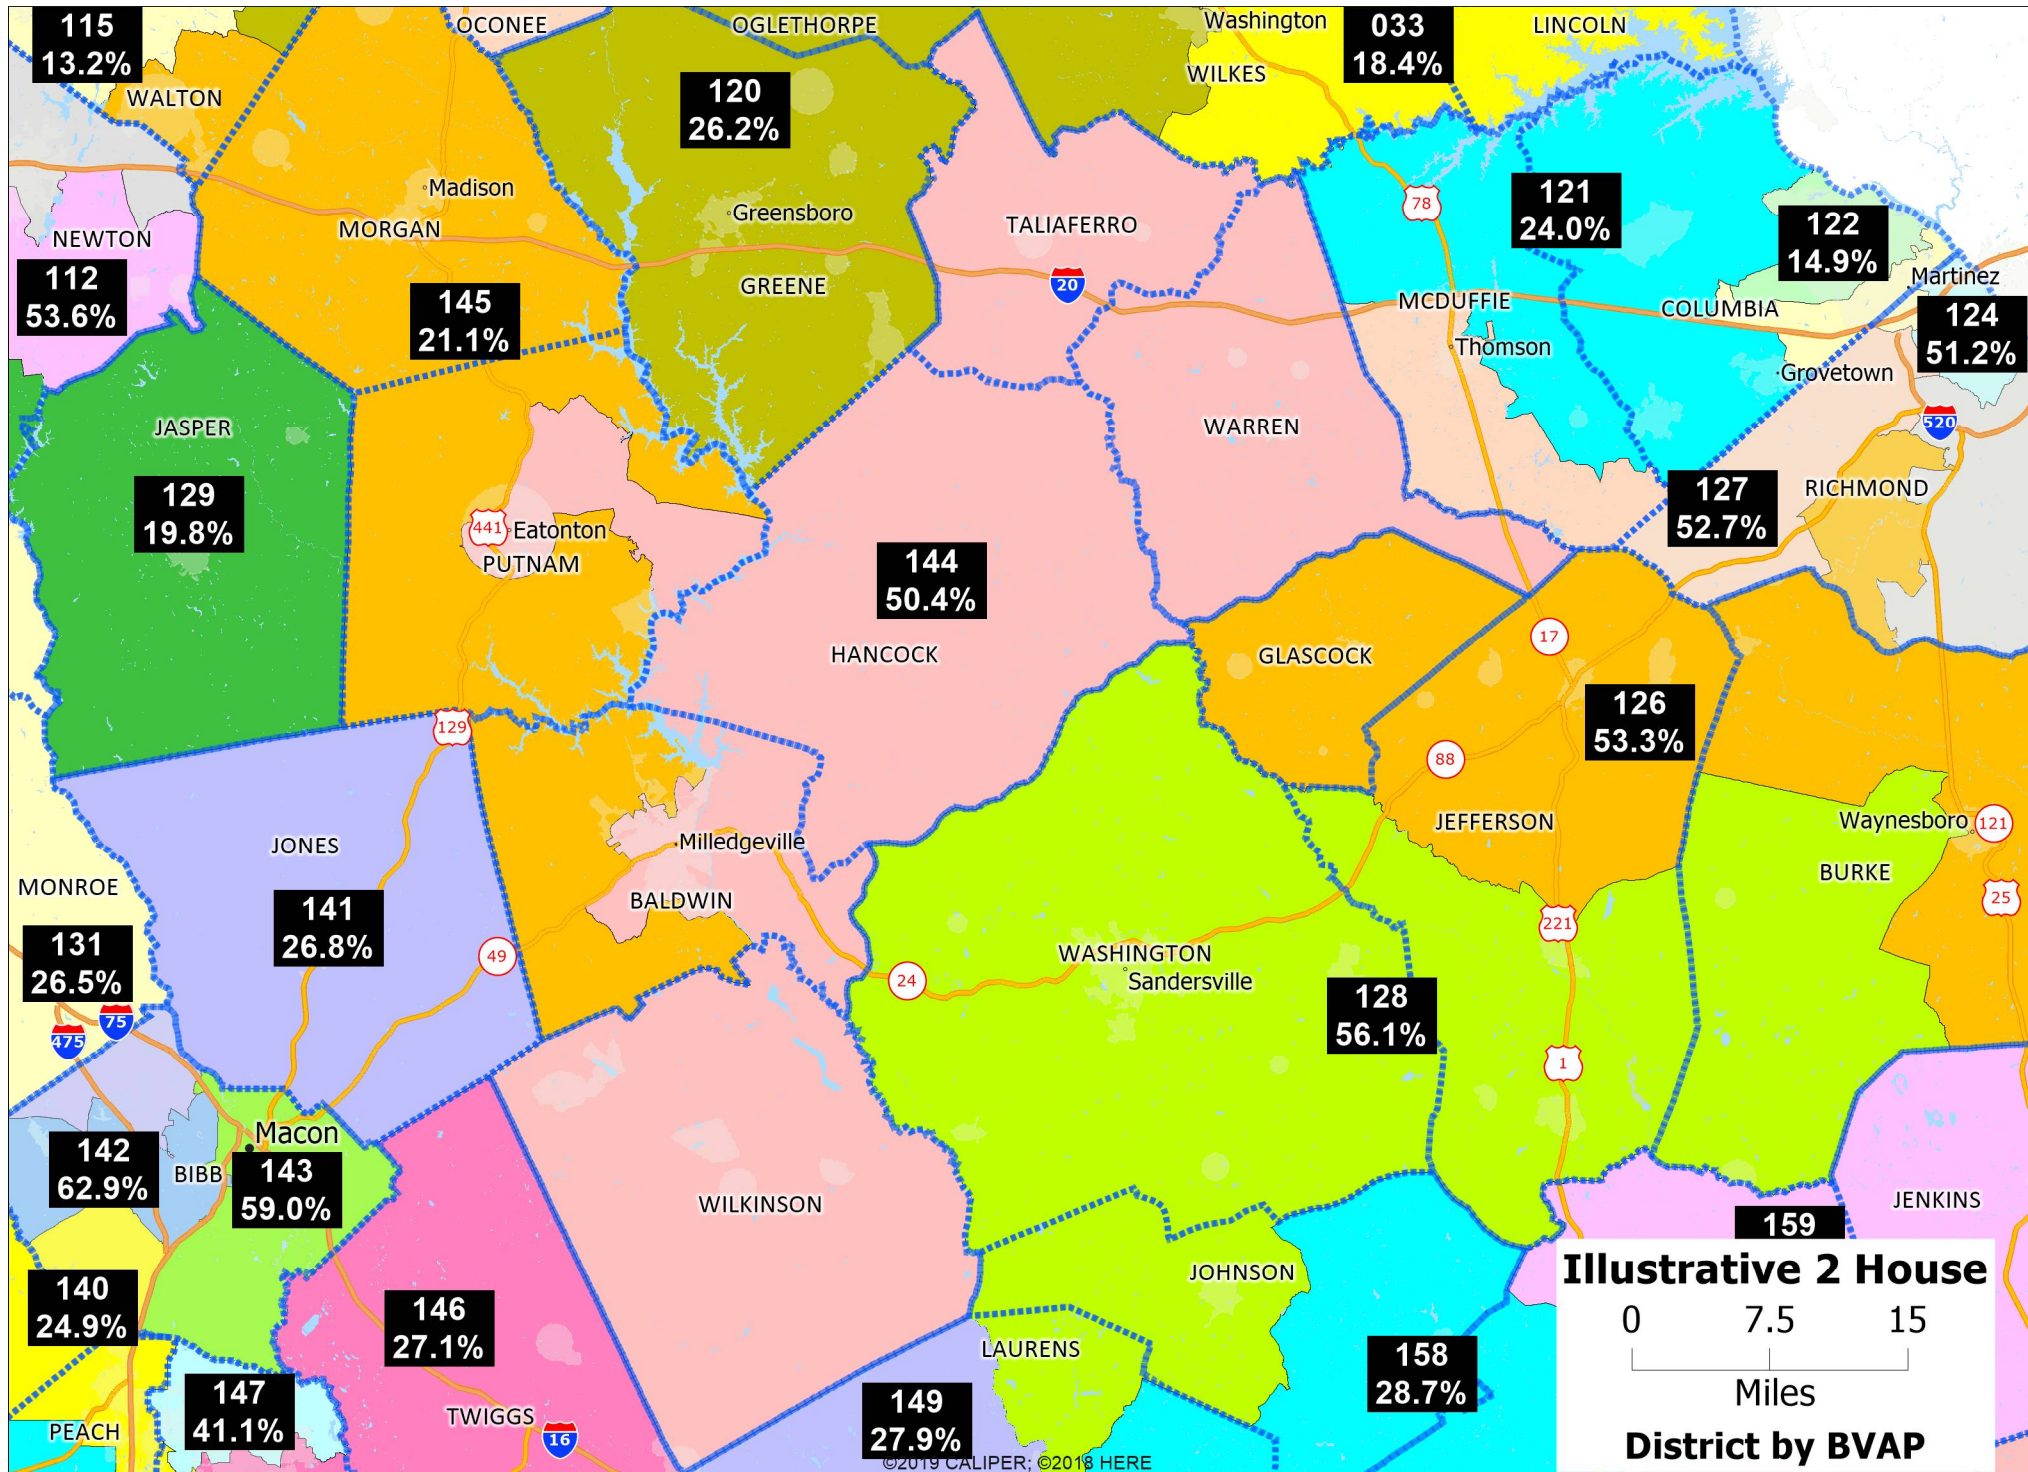 115
13.2%
OCONEE
OGLETHORPE
Washington
033
18.4%
LINCOLN
WALTON
120
26.2%
WILKES
Madison
MORGAN
Greensboro
TALIAFERRO
78
121
24.0%
122
14.9%
NEWTON
112
53.6%
145
21.1%
GREENE
20
MCDUFFIE
COLUMBIA
Martinez
124
51.2%
Thomson
Grovetown
JASPER
129
19.8%
WARREN
520
127
52.7%
RICHMOND
441
Eatonton
PUTNAM
144
50.4%
HANCOCK
GLASCOCK
17
126
53.3%
129
88
JONES
Milledgeville
JEFFERSON
Waynesboro
121
BURKE
MONROE
141
26.8%
BALDWIN
25
131
26.5%
49
24
WASHINGTON
Sandersville
221
128
56.1%
75
475
1
Macon
142
62.9%
BIBB
143
59.0%
WILKINSON
JENKINS
159
140
24.9%
146
27.1%
JOHNSON
LAURENS
Illustrative 2 House
0 7.5 15
Miles
District by BVAP
158
28.7%
147
41.1%
PEACH
TWIGGS
16
149
27.9%
©2019 CALIPER; ©2018 HERE